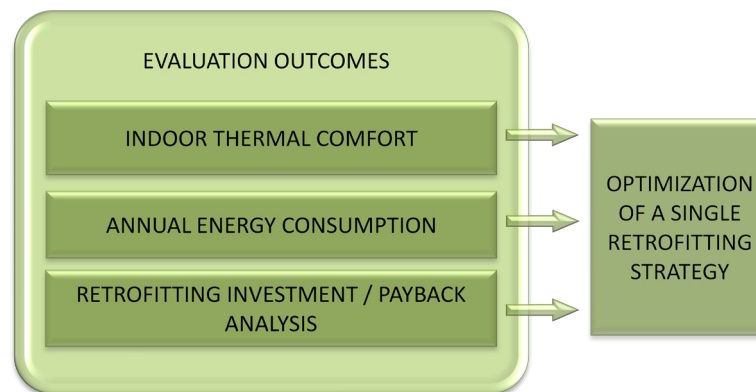 EVALUATION OUTCOMES
INDOOR THERMAL COMFORT
ANNUAL ENERGY CONSUMPTION
RETROFITTING INVESTMENT / PAYBACK
ANALYSIS
OPTIMIZATION
OF A SINGLE
RETROFITTING
STRATEGY